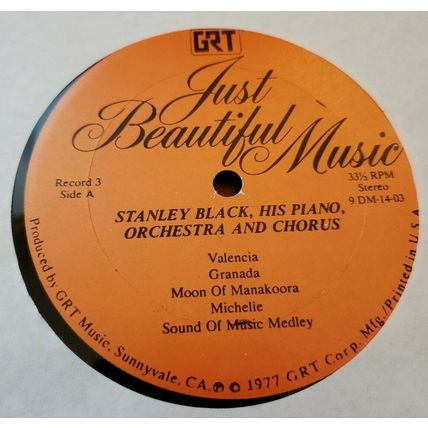 GRT
Just
Beautiful
Music
Record 3
Side A
33⅓ RPM
Stereo
9 DM-14-03
STANLEY BLACK, HIS PIANO,
ORCHESTRA AND CHORUS
Valencia
Granada
Moon Of Manakoora
Michelle
Sound Of Music Medley
Produced by GRT Music, Sunnyvale, CA. ℗ © 1977 GRT Corp. Mfg./Printed in U.S.A